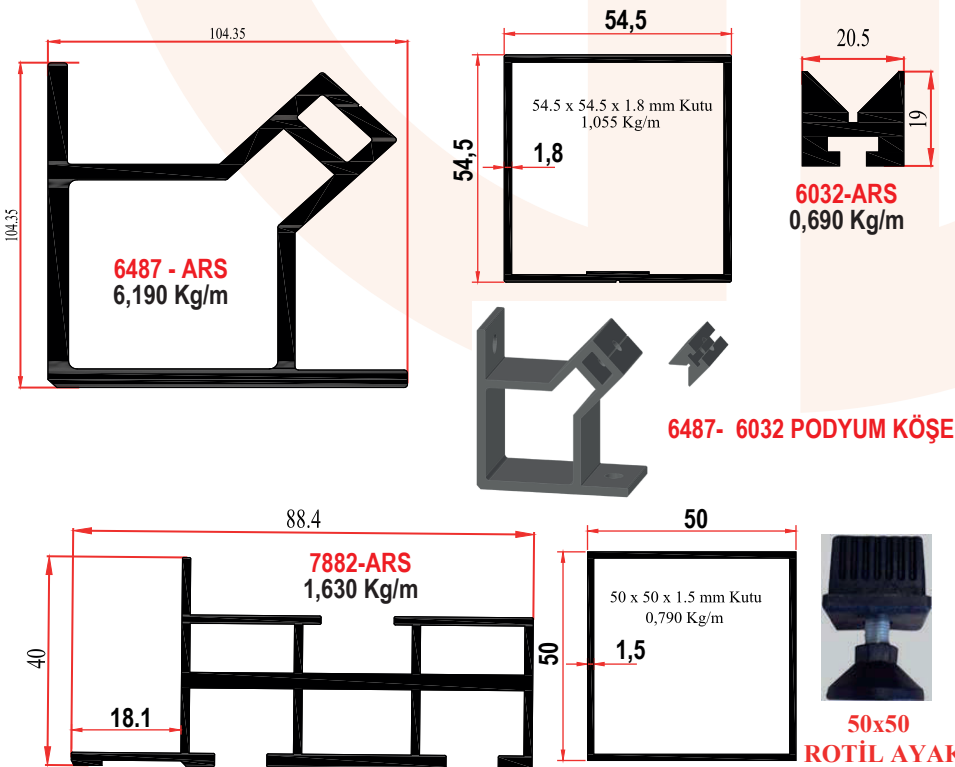 104.35
104.35
6487 - ARS
6,190 Kg/m
54,5
54,5
54.5 x 54.5 x 1.8 mm Kutu
1,055 Kg/m
1,8
20.5
19
6032-ARS
0,690 Kg/m
6487- 6032 PODYUM KÖŞE
88.4
40
18.1
7882-ARS
1,630 Kg/m
50
50
50 x 50 x 1.5 mm Kutu
0,790 Kg/m
1,5
50x50
ROTİL AYAK